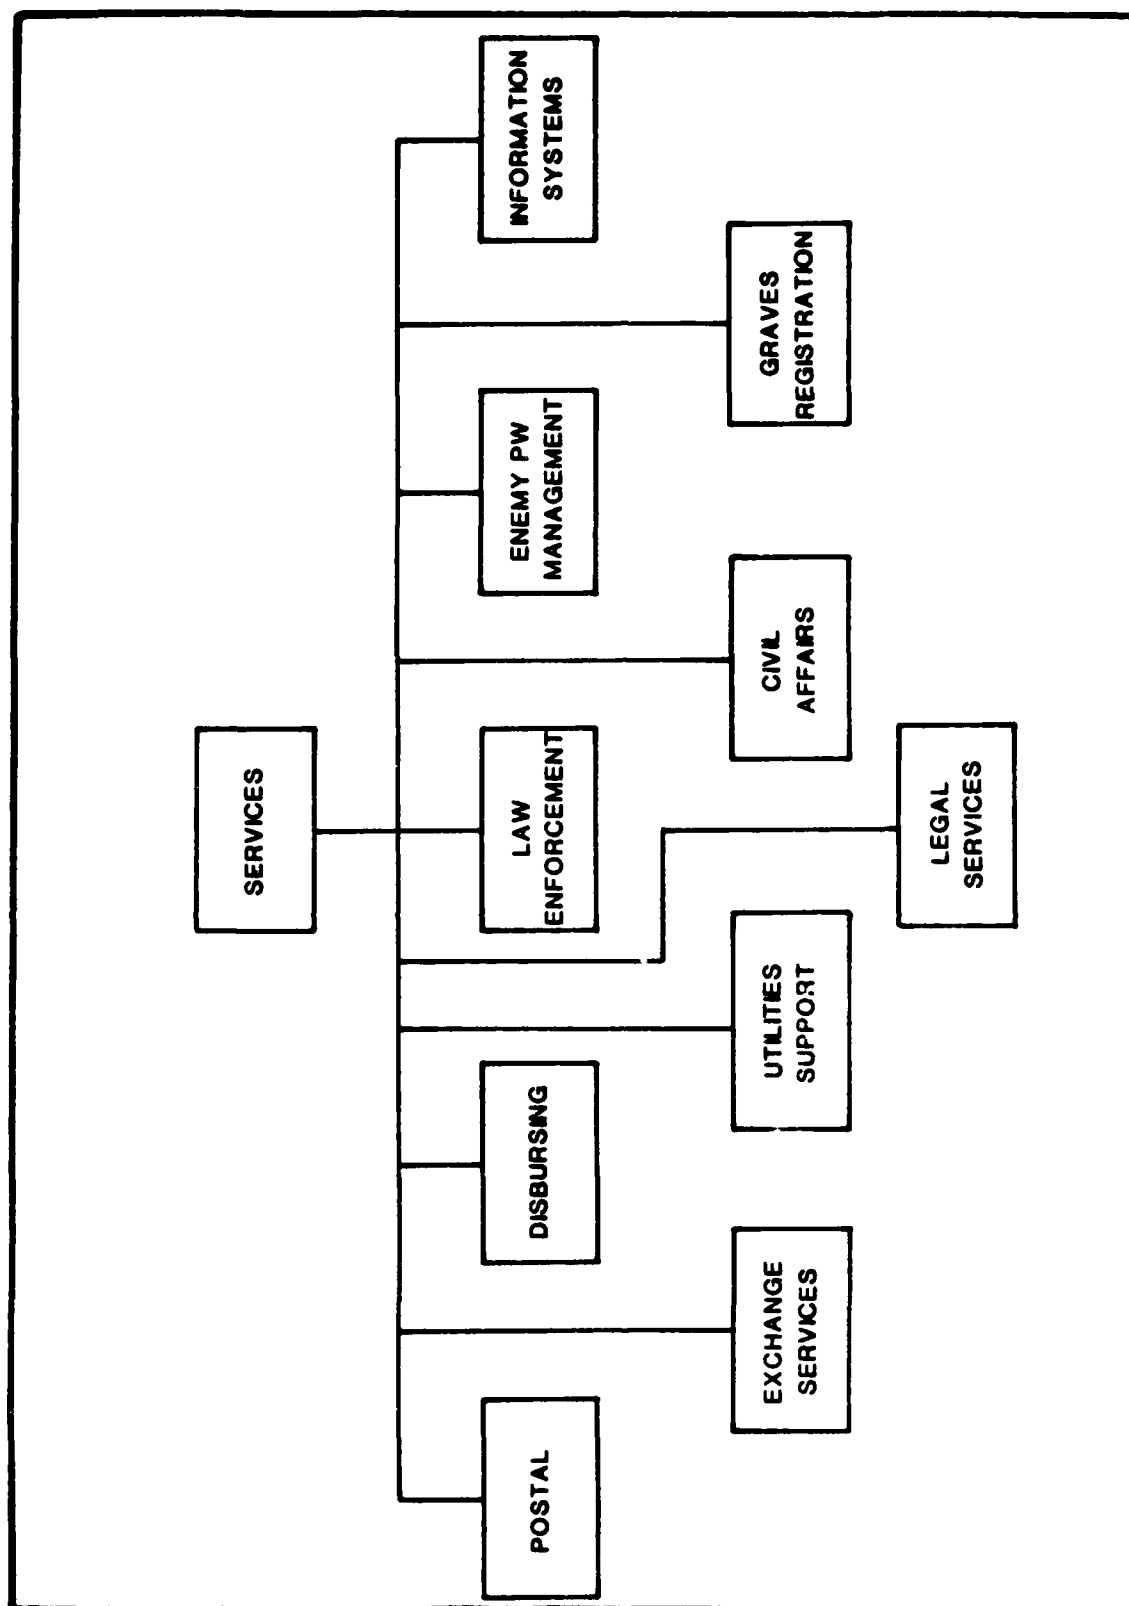 SERVICES
POSTAL
DISBURSING
LAW
ENFORCEMENT
ENEMY PW
MANAGEMENT
INFORMATION
SYSTEMS
EXCHANGE
SERVICES
UTILITIES
SUPPORT
CIVIL
AFFAIRS
GRAVES
REGISTRATION
LEGAL
SERVICES